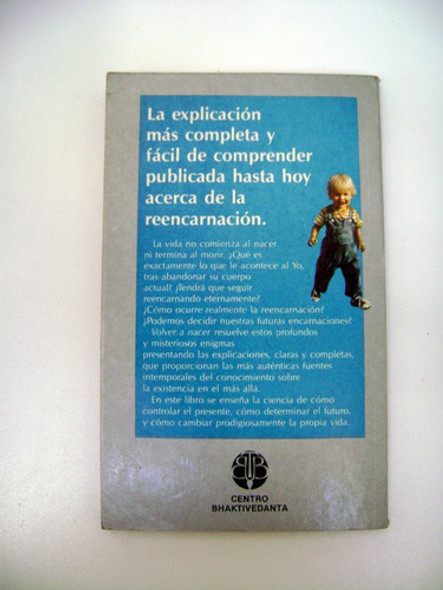 La explicación
más completa y
fácil de comprender
publicada hasta hoy
acerca de la
reencarnación.
La vida no comienza al nacer
ni termina al morir. ¿Qué es
exactamente lo que le acontece al Yo,
tras abandonar su cuerpo
actual? ¿Tendrá que seguir
reencarnando eternamente?
¿Cómo ocurre realmente la reencarnación?
¿Podemos decidir nuestras futuras encarnaciones?
Volver a nacer resuelve estos profundos
y misteriosos enigmas
presentando las explicaciones, claras y completas,
que proporcionan las más auténticas fuentes
intemporales del conocimiento sobre
la existencia en el más allá.
En este libro se enseña la ciencia de cómo
controlar el presente, cómo determinar el futuro,
y cómo cambiar prodigiosamente la propia vida.
CENTRO
BHAKTIVEDANTA